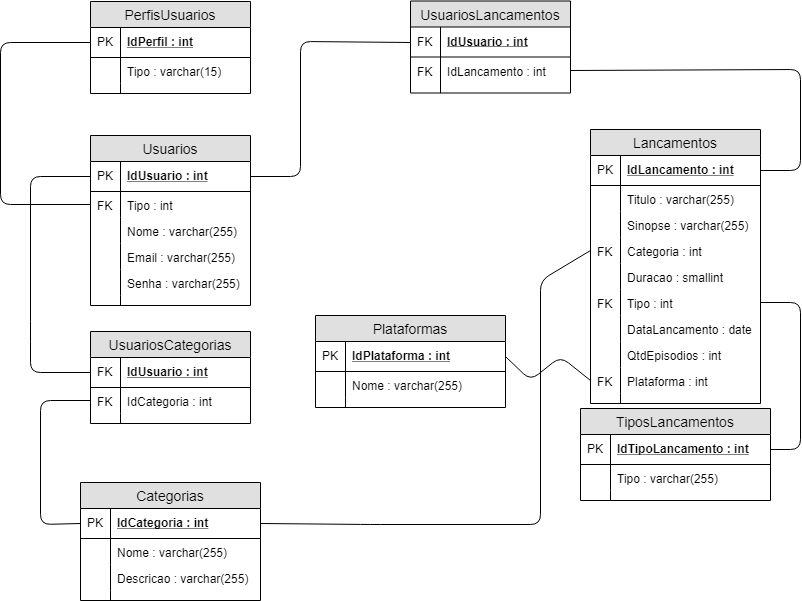 PerfisUsuarios
PK IdPerfil : int
Tipo : varchar(15)
UsuariosLancamentos
FK IdUsuario : int
FK IdLancamento : int
Usuarios
PK IdUsuario : int
FK Tipo : int
Nome : varchar(255)
Email : varchar(255)
Senha : varchar(255)
Lancamentos
PK IdLancamento : int
Titulo : varchar(255)
Sinopse : varchar(255)
FK Categoria : int
Duracao : smallint
FK Tipo : int
DataLancamento : date
QtdEpisodios : int
FK Plataforma : int
Plataformas
PK IdPlataforma : int
Nome : varchar(255)
UsuariosCategorias
FK IdUsuario : int
FK IdCategoria : int
TiposLancamentos
PK IdTipoLancamento : int
Tipo : varchar(255)
Categorias
PK IdCategoria : int
Nome : varchar(255)
Descricao : varchar(255)